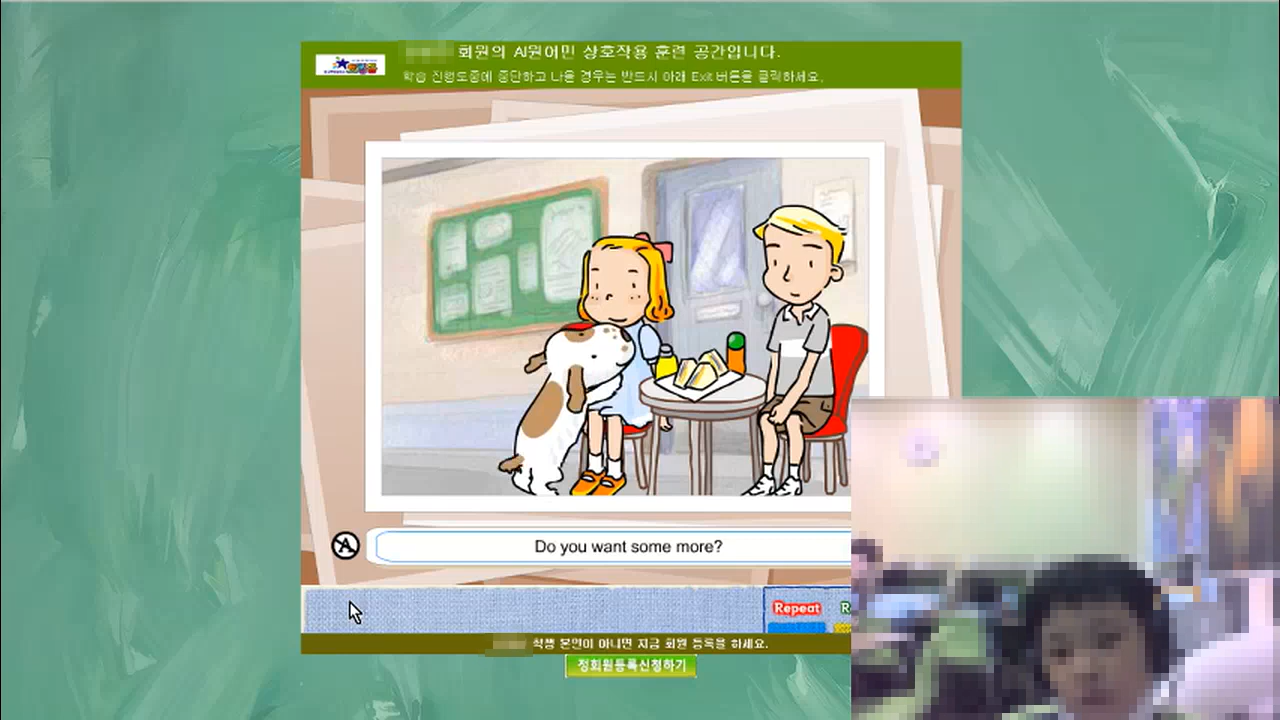 회원의 AI원어민 상호작용 훈련 공간입니다.
학습 진행도중에 중단하고 나올 경우는 반드시 아래 Exit 버튼을 클릭하세요.
Do you want some more?
Repeat
학생 본인이 아니면 지금 회원 등록을 하세요.
정회원등록신청하기